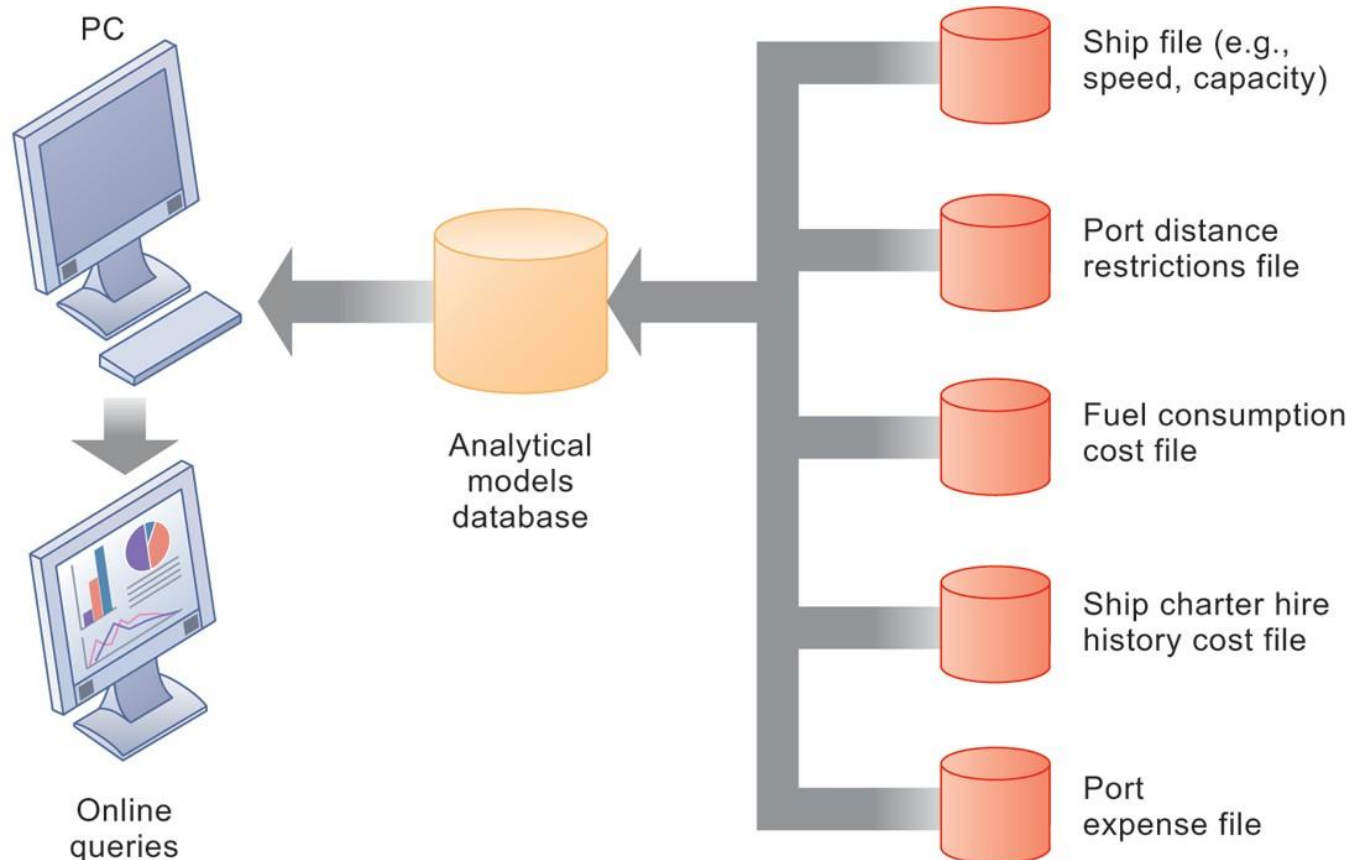 PC
Ship file (e.g.,
speed, capacity)
Port distance
restrictions file
Analytical
models
database
Fuel consumption
cost file
Ship charter hire
history cost file
Online
queries
Port
expense file